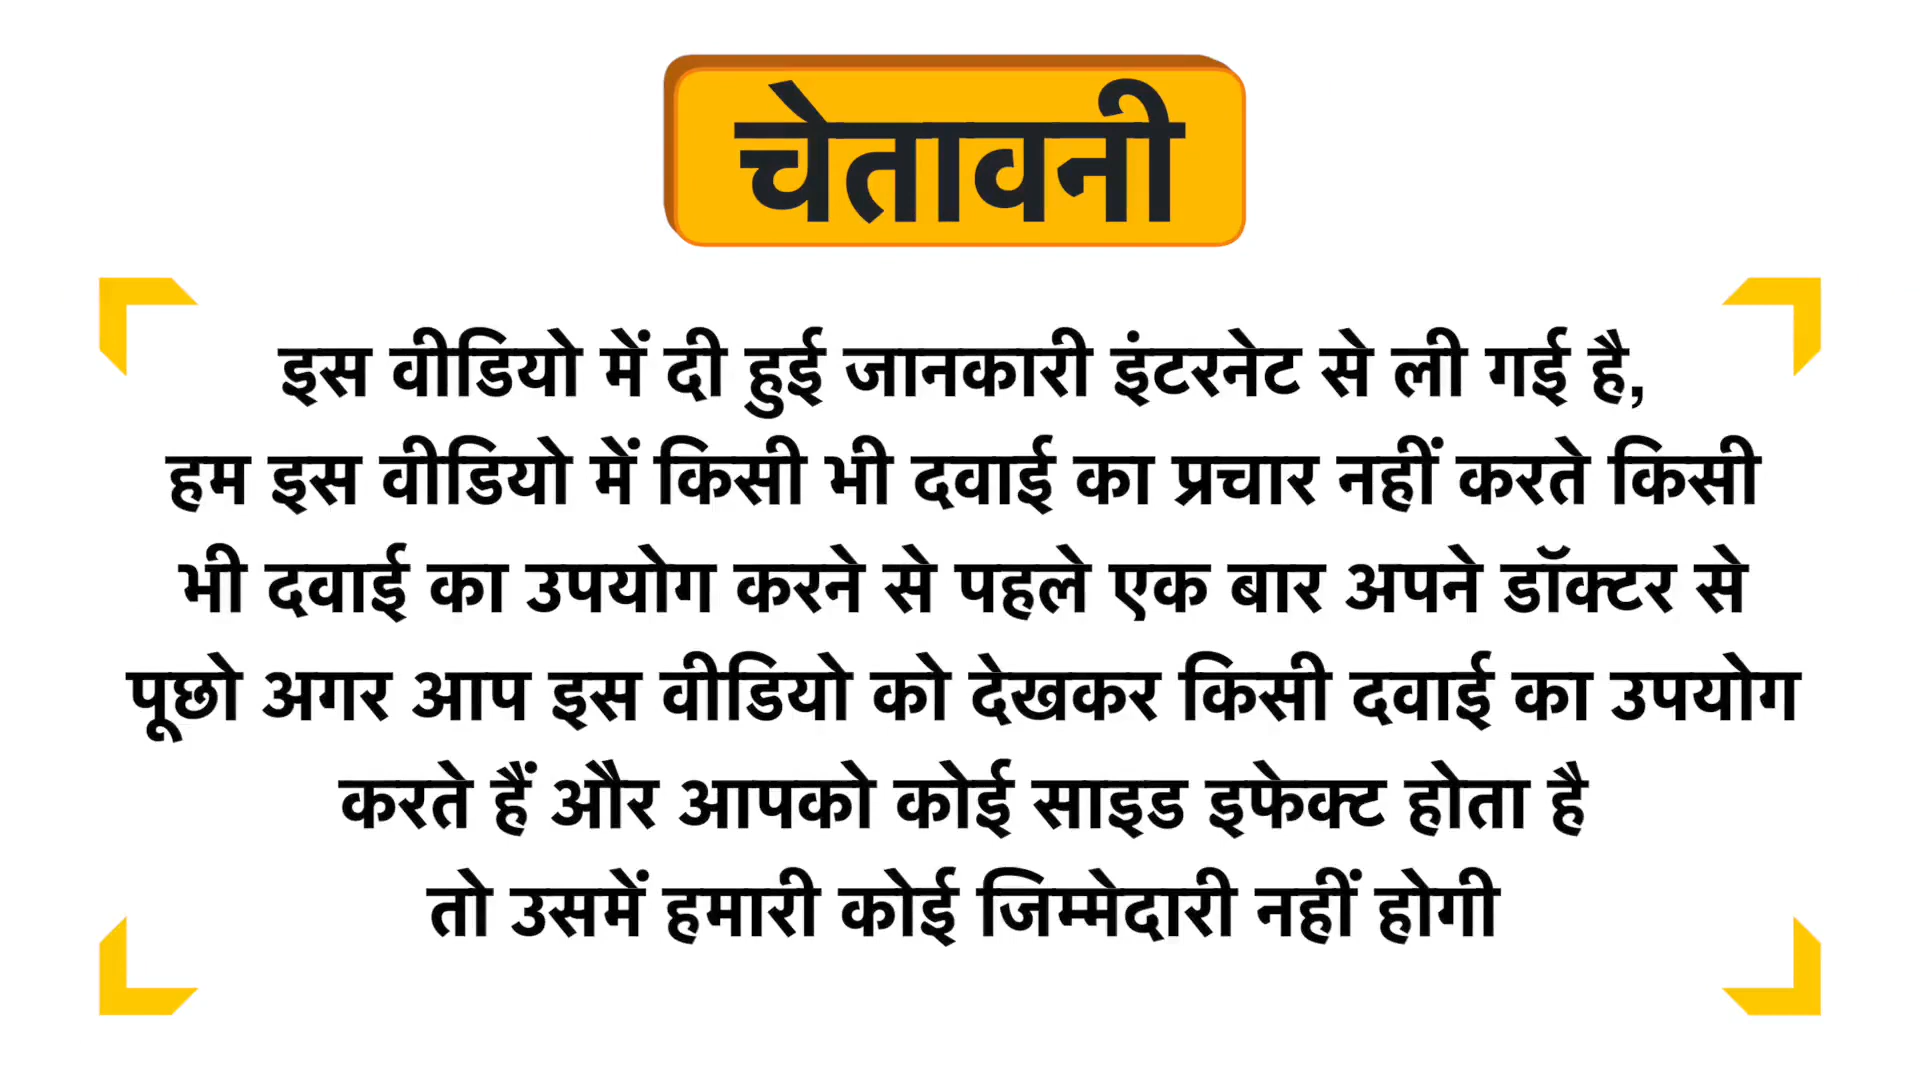 चेतावनी
इस वीडियो में दी हुई जानकारी इंटरनेट से ली गई है,
हम इस वीडियो में किसी भी दवाई का प्रचार नहीं करते किसी
भी दवाई का उपयोग करने से पहले एक बार अपने डॉक्टर से
पूछो अगर आप इस वीडियो को देखकर किसी दवाई का उपयोग
करते हैं और आपको कोई साइड इफेक्ट होता है
तो उसमें हमारी कोई जिम्मेदारी नहीं होगी